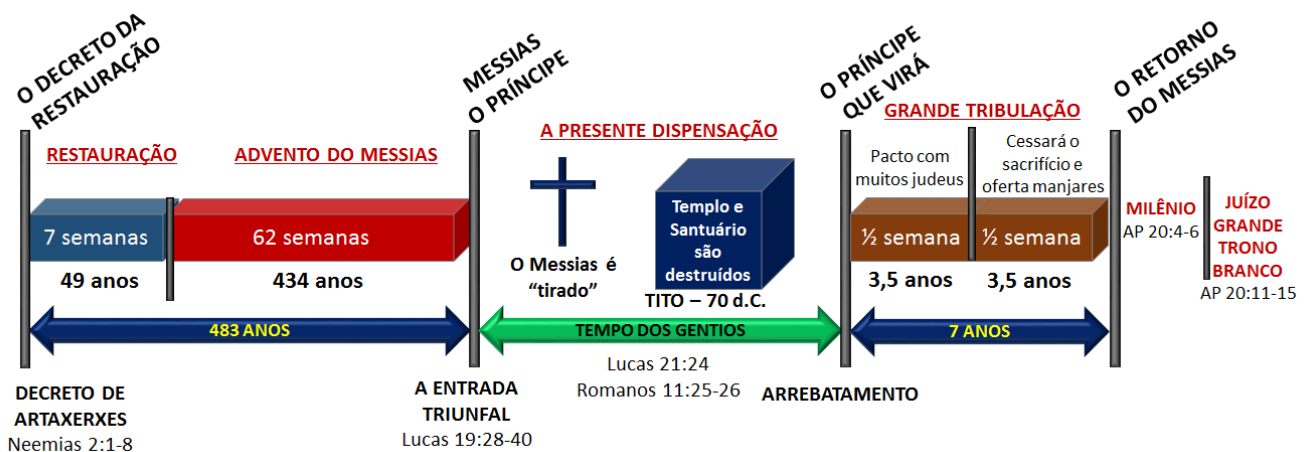 O DECRETO DA
RESTAURAÇÃO
MESSIAS
O PRÍNCIPE
O PRÍNCIPE
QUE VIRÁ
O RETORNO
DO MESSIAS
RESTAURAÇÃO
ADVENTO DO MESSIAS
A PRESENTE DISPENSAÇÃO
GRANDE TRIBULAÇÃO
7 semanas
49 anos
62 semanas
434 anos
O Messias é
“tirado”
Templo e
Santuário
são
destruídos
TITO – 70 d.C.
Pacto com
muitos judeus
Cessará o
sacrifício e
oferta manjares
½ semana
½ semana
3,5 anos
3,5 anos
MILÊNIO
AP 20:4-6
JUÍZO
GRANDE
TRONO
BRANCO
AP 20:11-15
483 ANOS
TEMPO DOS GENTIOS
7 ANOS
DECRETO DE
ARTAXERXES
Neemias 2:1-8
A ENTRADA
TRIUNFAL
Lucas 19:28-40
Lucas 21:24
Romanos 11:25-26
ARREBATAMENTO